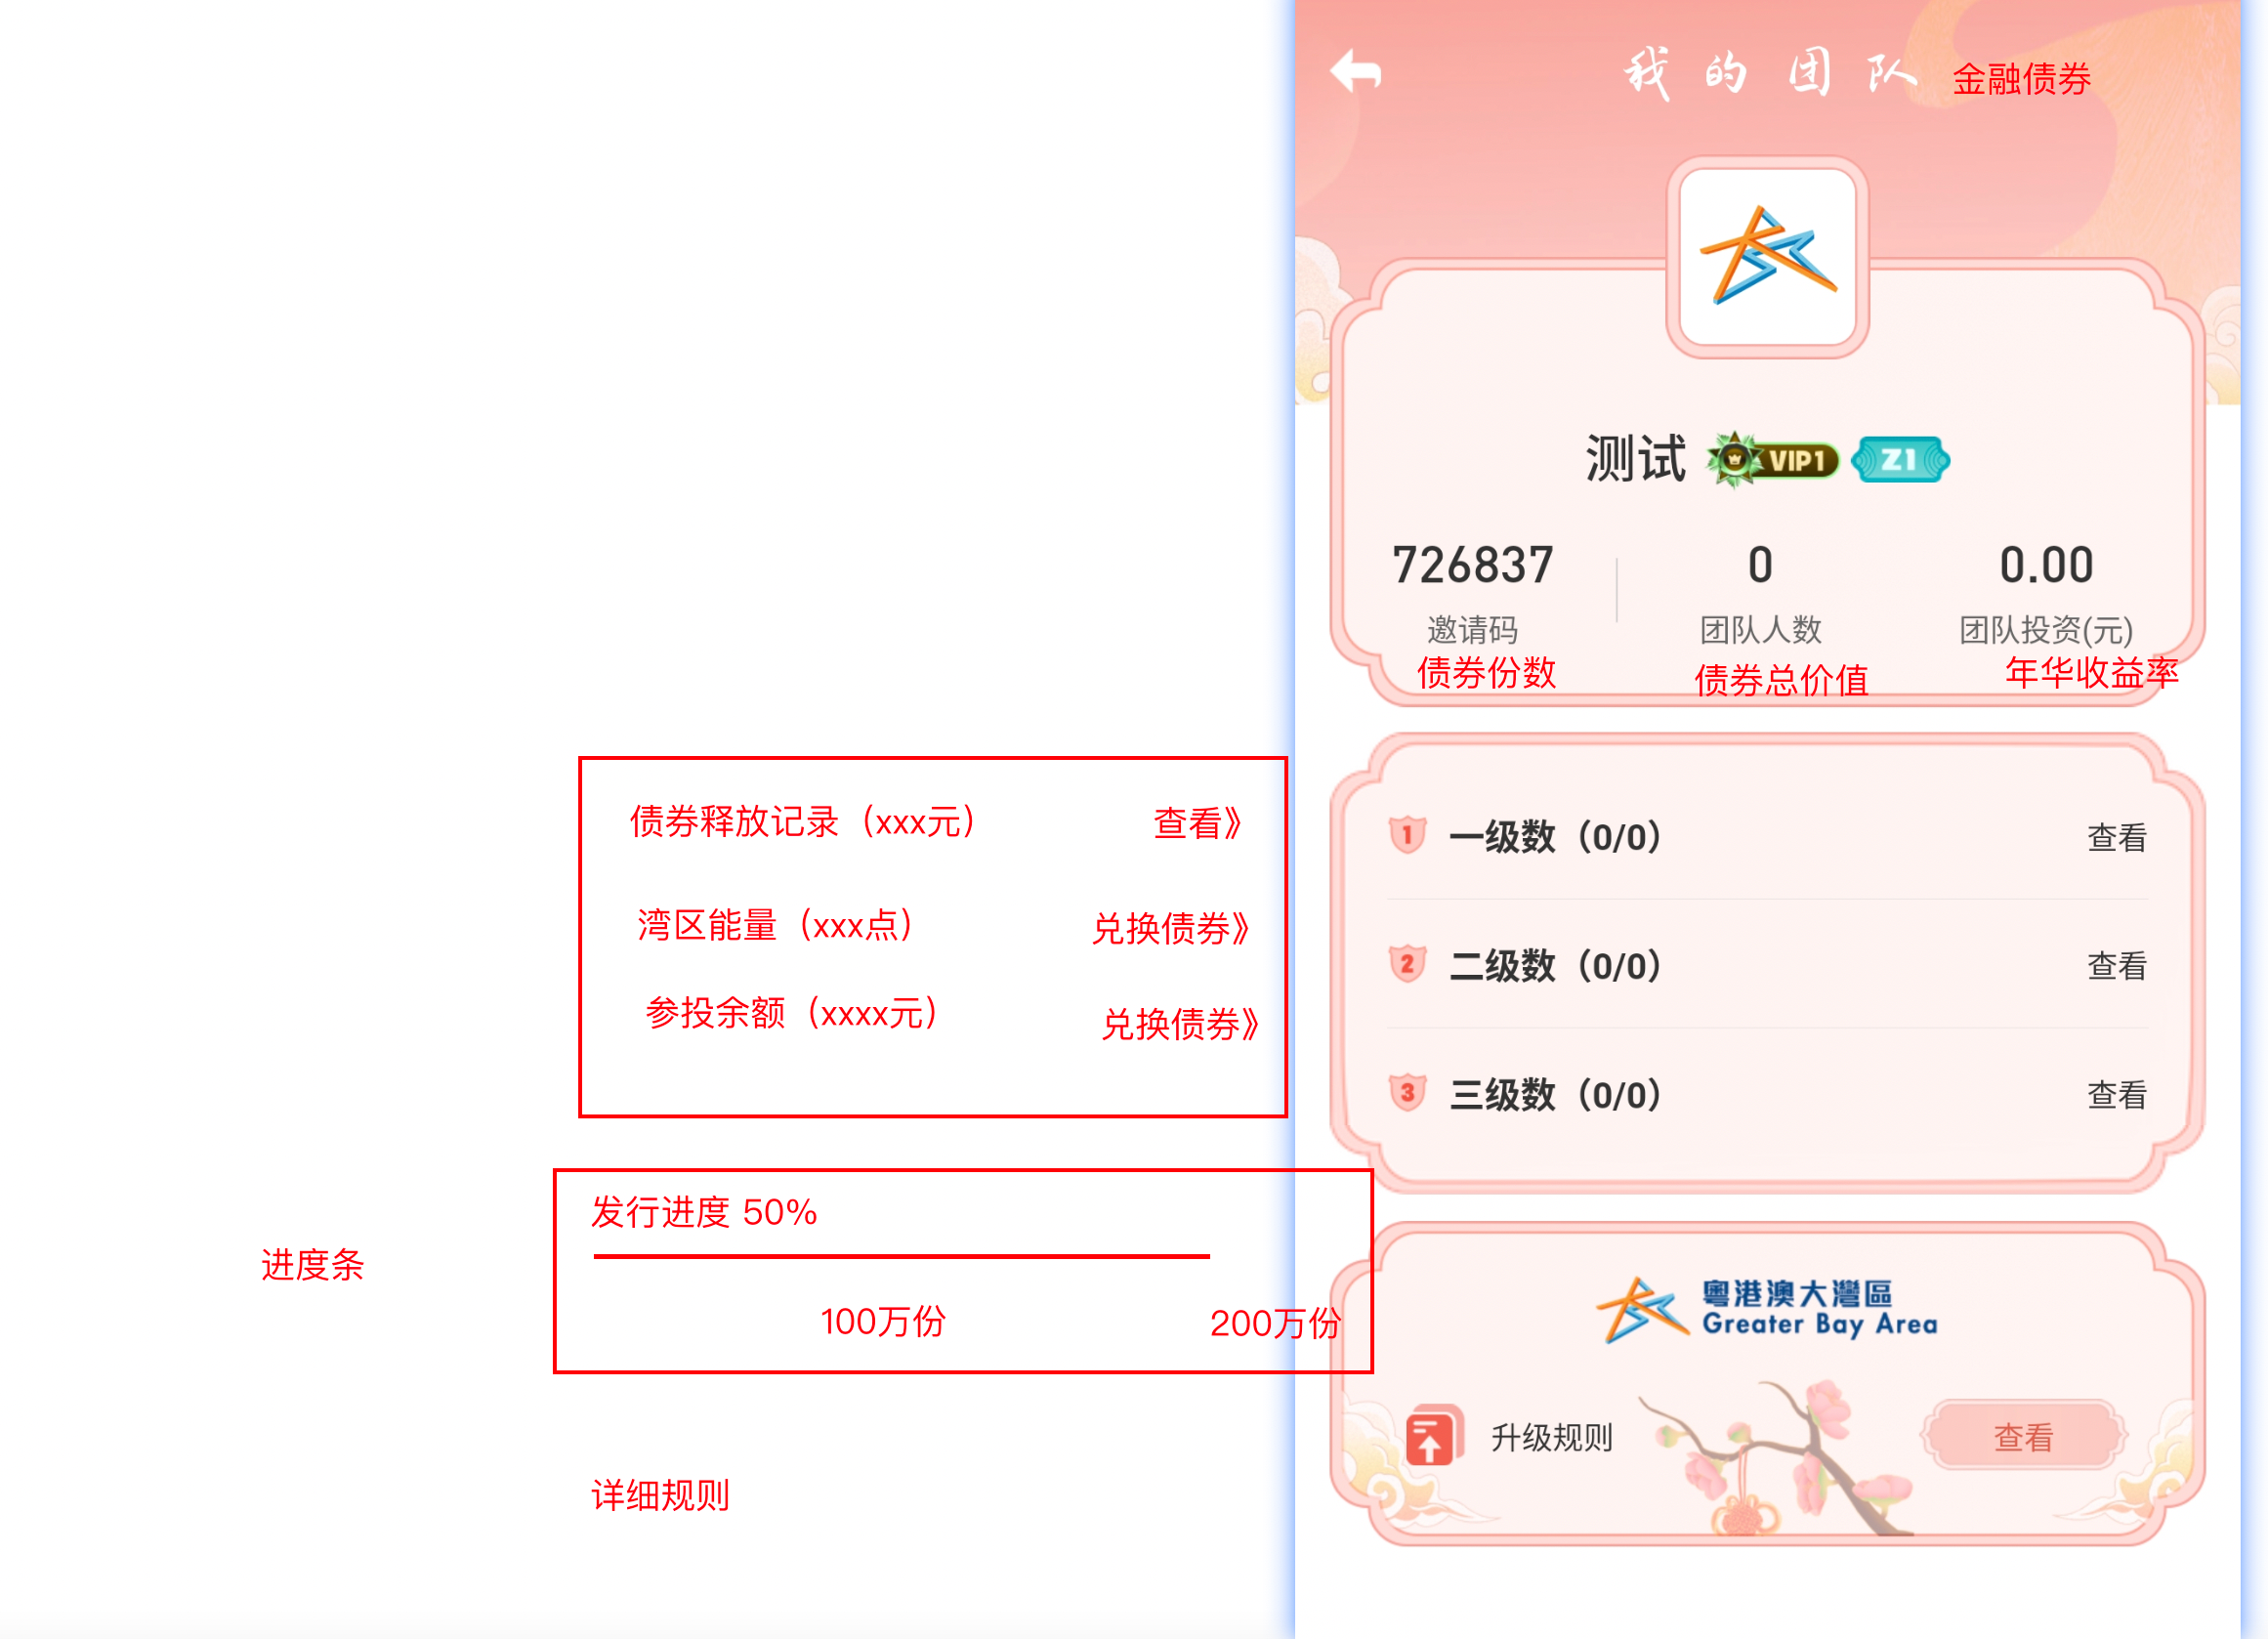 我的团队 金融债券
测试 VIP1 Z1
726837 0 0.00
邀请码 团队人数 团队投资(元)
债券份数 债券总价值 年华收益率
债券释放记录（xxx元） 查看》
湾区能量（xxx点） 兑换债券》
参投余额（xxxx元） 兑换债券》
1 一级数（0/0） 查看
2 二级数（0/0） 查看
3 三级数（0/0） 查看
进度条
发行进度 50%
100万份 200万份
详细规则
粵港澳大灣區
Greater Bay Area
升级规则 查看